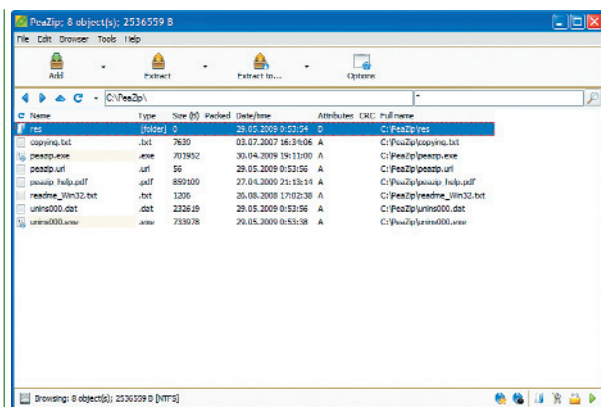 PeaZip; 8 object(s); 2536559 B
File Edit Browser Tools Help
Add Extract Extract to... Options
C:\PeaZip\ *
Name Type Size (B) Packed Date/time Attributes CRC Full name
res [folder] 0 29.05.2009 0:53:54 D C:\PeaZip\res
copying.txt .txt 7639 03.07.2007 16:34:06 A C:\PeaZip\copying.txt
peazip.exe .exe 701952 30.04.2009 19:11:00 A C:\PeaZip\peazip.exe
peazip.url .url 56 29.05.2009 0:53:56 A C:\PeaZip\peazip.url
peazip_help.pdf .pdf 859109 27.04.2009 21:13:14 A C:\PeaZip\peazip_help.pdf
readme_Win32.txt .txt 1206 26.08.2008 17:02:38 A C:\PeaZip\readme_Win32.txt
unins000.dat .dat 232619 29.05.2009 0:53:56 A C:\PeaZip\unins000.dat
unins000.exe .exe 733978 29.05.2009 0:53:38 A C:\PeaZip\unins000.exe
Browsing: 8 object(s); 2536559 B [NTFS]